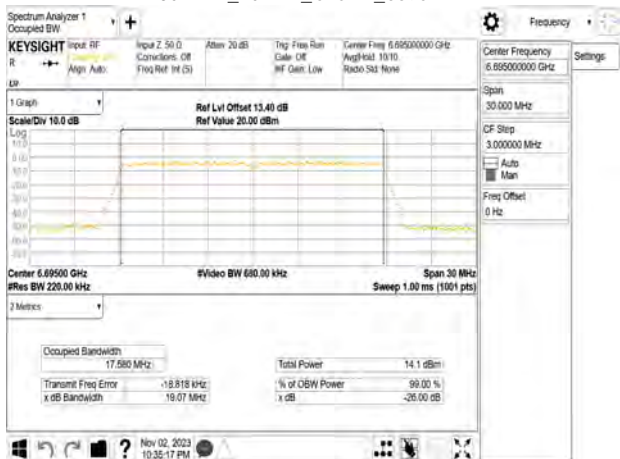 Spectrum Analyzer 1
Occupied BW
+
Frequency
KEYSIGHT Input: RF
R
Align: Auto
Input Z: 50 Ω
Corrections: Off
Freq Ref: Int (S)
Atten: 20 dB
Trig: Free Run
Gate: Off
#IF Gain: Low
Center Freq: 6.695000000 GHz
Avg|Hold: 10/10
Radio Std: None
Center Frequency
6.695000000 GHz
Settings
Span
30.000 MHz
CF Step
3.000000 MHz
Auto
Man
Freq Offset
0 Hz
1 Graph
Scale/Div 10.0 dB
Ref Lvl Offset 13.40 dB
Ref Value 20.00 dBm
Log
10.0
0.00
Center 6.69500 GHz
#Res BW 220.00 kHz
#Video BW 680.00 kHz
Span 30 MHz
Sweep 1.00 ms (1001 pts)
2 Metrics
Occupied Bandwidth
17.580 MHz
Total Power 14.1 dBm
Transmit Freq Error -18.818 kHz
% of OBW Power 99.00 %
x dB Bandwidth 19.07 MHz
x dB -26.00 dB
?
Nov 02, 2023
10:35:17 PM